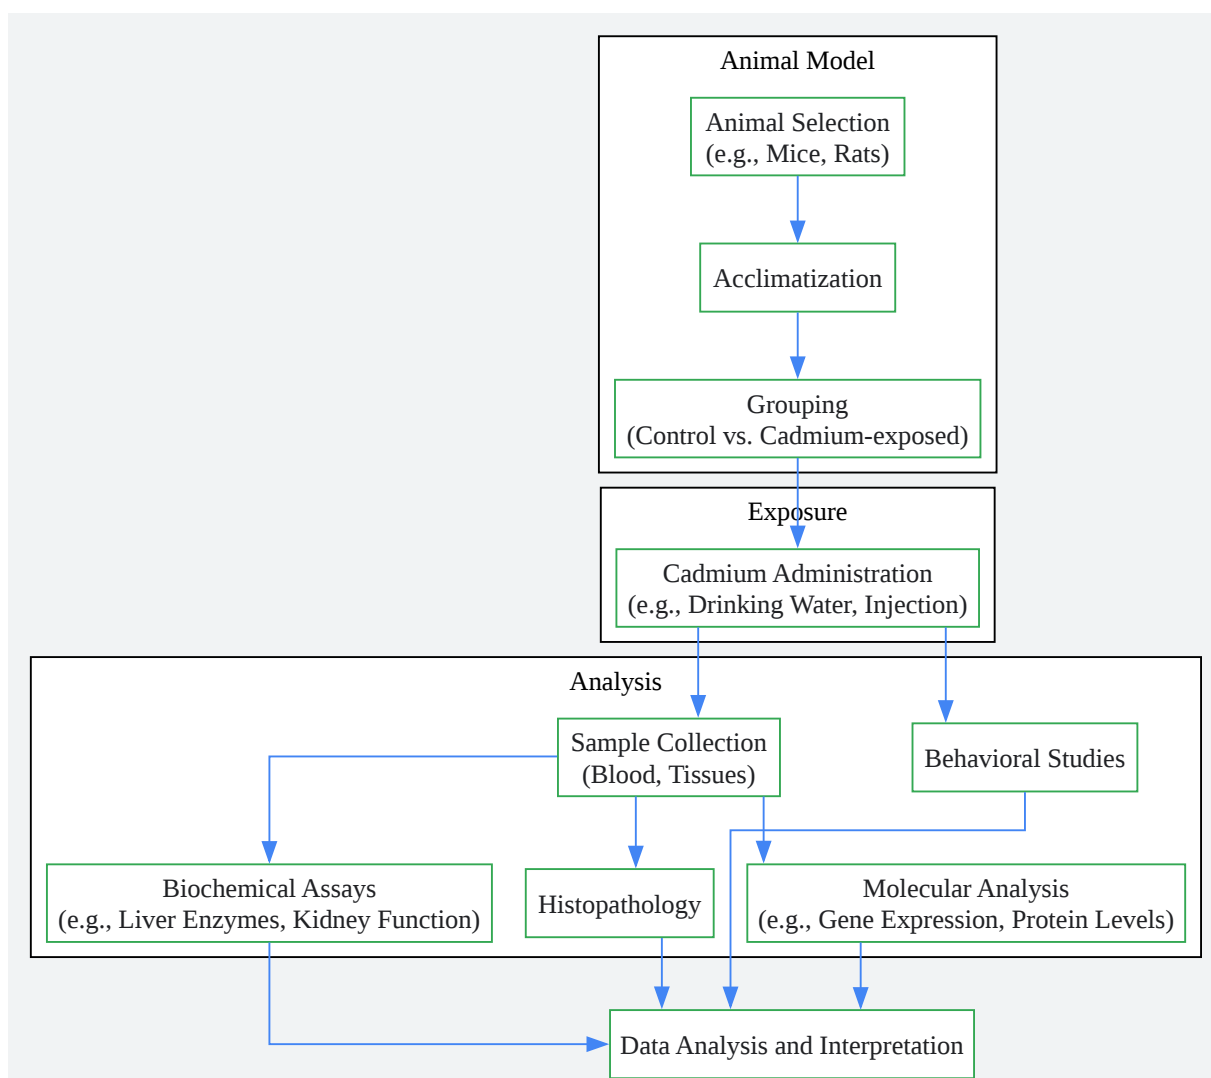 Animal Model
Animal Selection
(e.g., Mice, Rats)
Acclimatization
Grouping
(Control vs. Cadmium-exposed)
Exposure
Cadmium Administration
(e.g., Drinking Water, Injection)
Analysis
Sample Collection
(Blood, Tissues)
Behavioral Studies
Biochemical Assays
(e.g., Liver Enzymes, Kidney Function)
Histopathology
Molecular Analysis
(e.g., Gene Expression, Protein Levels)
Data Analysis and Interpretation